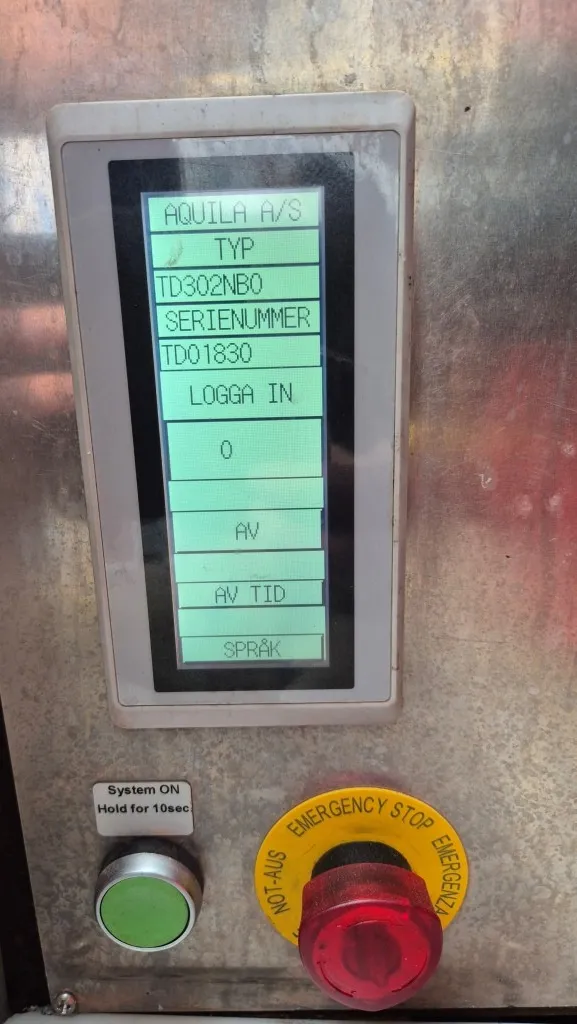 AQUILA A/S
TYP
TD302NBO
SERIENUMMER
TD01830
LOGGA IN
0
AV
AV TID
SPRÅK
System ON
Hold for 10sec
EMERGENCY STOP
EMERGENZA
NOT-AUS